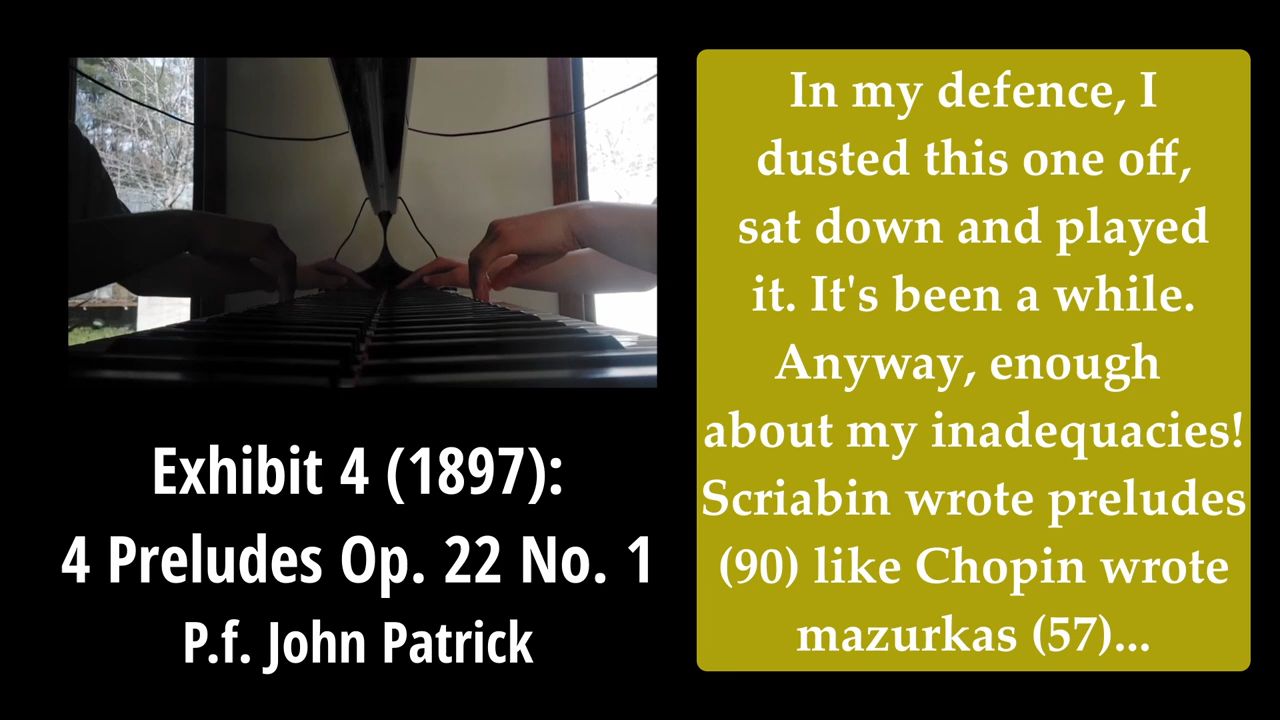 Exhibit 4 (1897):
4 Preludes Op. 22 No. 1
P.f. John Patrick
In my defence, I
dusted this one off,
sat down and played
it. It's been a while.
Anyway, enough
about my inadequacies!
Scriabin wrote preludes
(90) like Chopin wrote
mazurkas (57)...